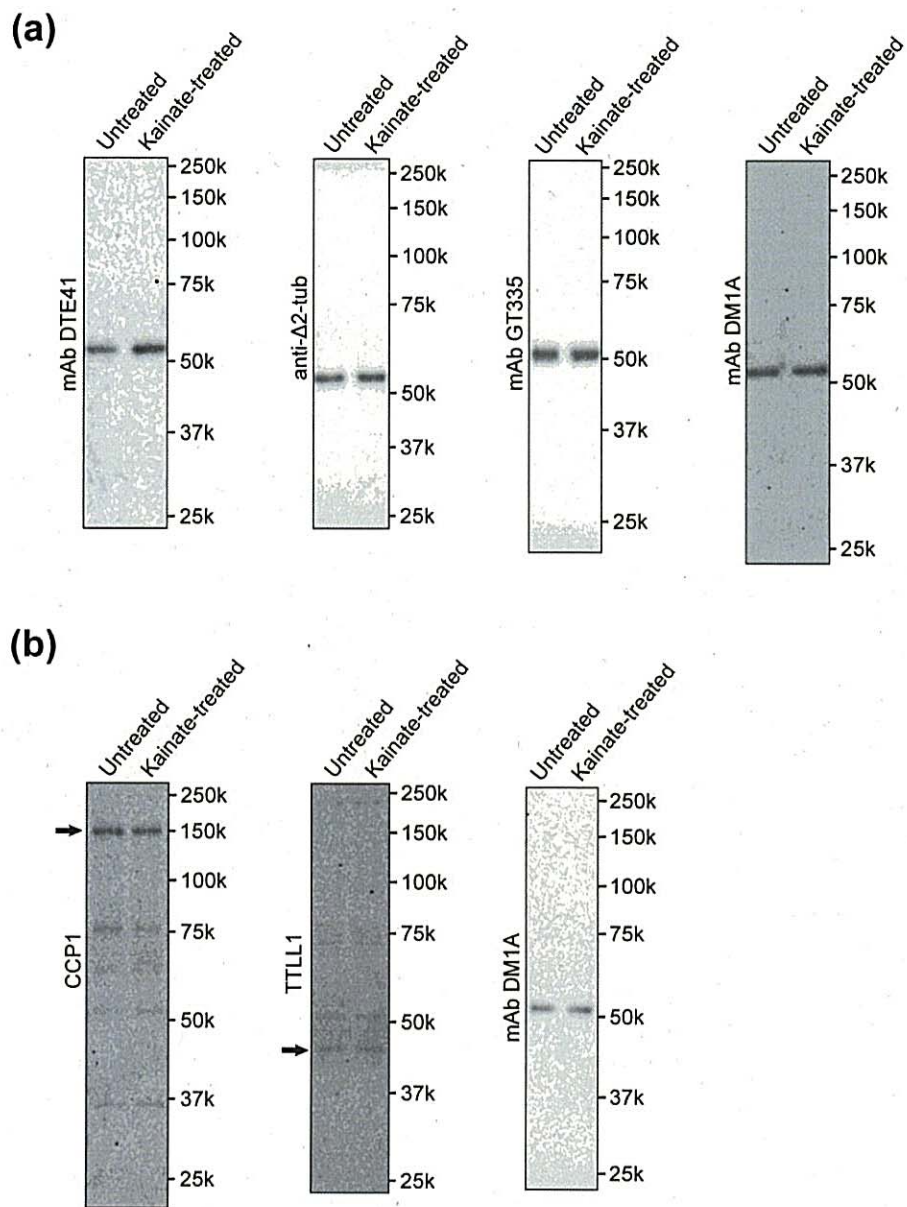 (a)
Untreated
Kainate-treated
mAb DTE41
250k
150k
100k
75k
50k
37k
25k
Untreated
Kainate-treated
anti-Δ2-tub
250k
150k
100k
75k
50k
37k
25k
Untreated
Kainate-treated
mAb GT335
250k
150k
100k
75k
50k
37k
25k
Untreated
Kainate-treated
mAb DM1A
250k
150k
100k
75k
50k
37k
25k
(b)
Untreated
Kainate-treated
CCP1
250k
150k
100k
75k
50k
37k
25k
Untreated
Kainate-treated
TTLL1
250k
150k
100k
75k
50k
37k
25k
Untreated
Kainate-treated
mAb DM1A
250k
150k
100k
75k
50k
37k
25k